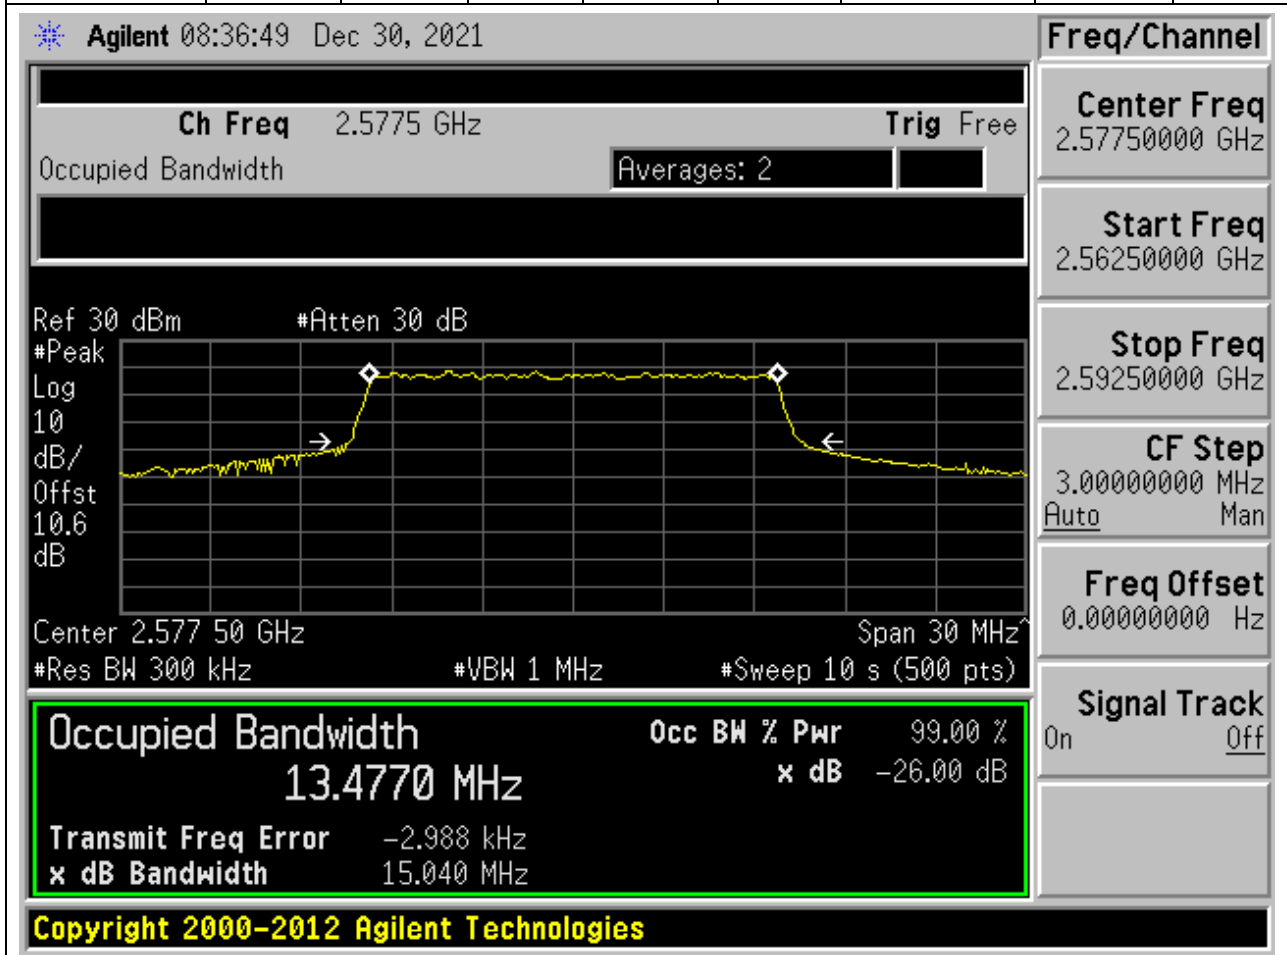 Agilent 08:36:49 Dec 30, 2021
Freq/Channel
Ch Freq 2.5775 GHz Trig Free
Occupied Bandwidth Averages: 2
Center Freq
2.57750000 GHz
Start Freq
2.56250000 GHz
Stop Freq
2.59250000 GHz
CF Step
3.00000000 MHz
Auto Man
Freq Offset
0.00000000 Hz
Signal Track
On Off
Ref 30 dBm #Atten 30 dB
#Peak
Log
10
dB/
Offst
10.6
dB
Center 2.577 50 GHz Span 30 MHz^
#Res BW 300 kHz #VBW 1 MHz #Sweep 10 s (500 pts)
Occupied Bandwidth Occ BW % Pwr 99.00 %
13.4770 MHz x dB -26.00 dB
Transmit Freq Error -2.988 kHz
x dB Bandwidth 15.040 MHz
Copyright 2000-2012 Agilent Technologies